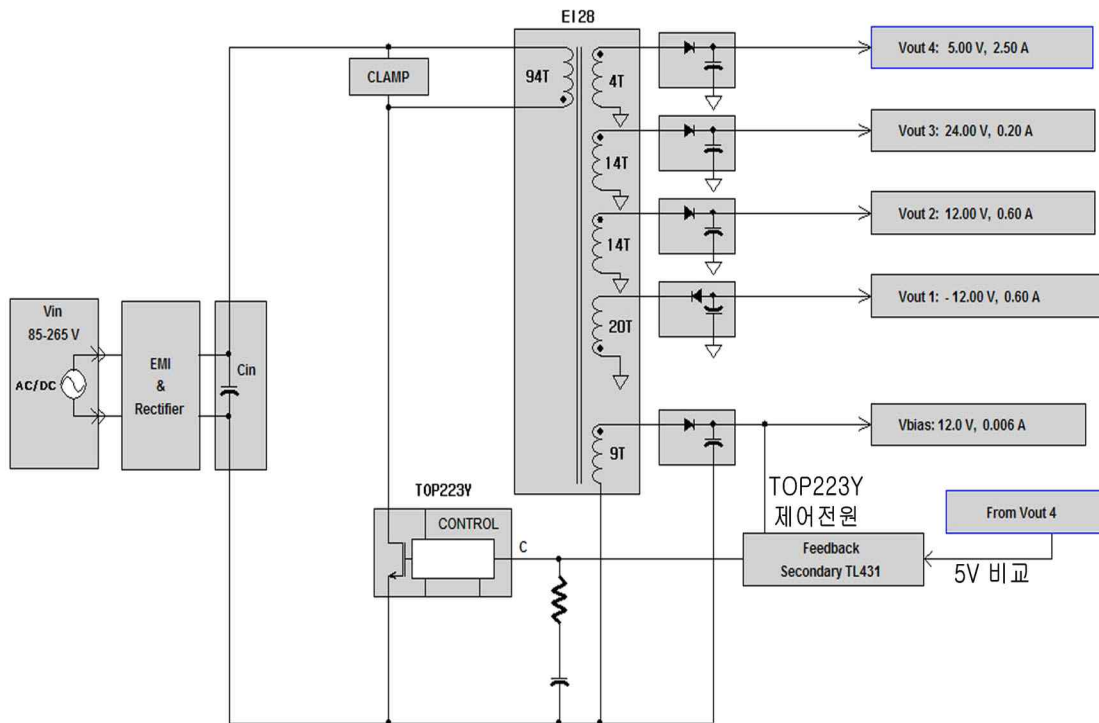 EI28
CLAMP
94T
4T
14T
14T
20T
9T
Vout 4: 5.00 V, 2.50 A
Vout 3: 24.00 V, 0.20 A
Vout 2: 12.00 V, 0.60 A
Vout 1: - 12.00 V, 0.60 A
Vbias: 12.0 V, 0.006 A
Vin
85-265 V
AC/DC
EMI
&
Rectifier
Cin
TOP223Y
CONTROL
C
TOP223Y
제어전원
From Vout 4
Feedback
Secondary TL431
5V 비교